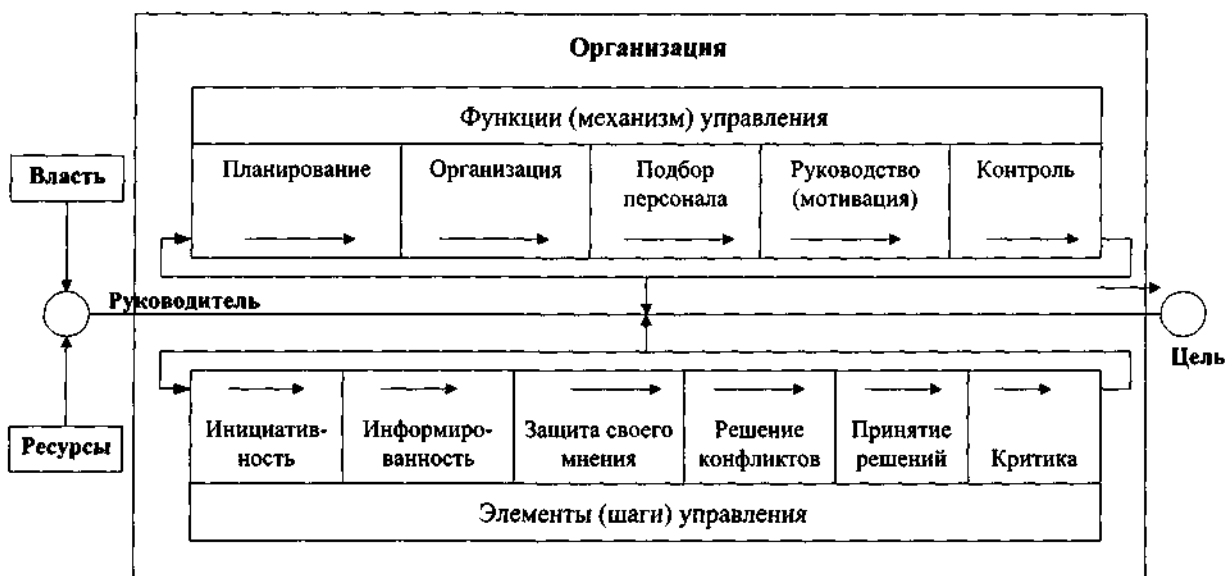 Организация
Функции (механизм) управления
Планирование
Организация
Подбор
персонала
Руководство
(мотивация)
Контроль
Власть
Руководитель
Цель
Ресурсы
Инициатив-
ность
Информиро-
ванность
Защита своего
мнения
Решение
конфликтов
Принятие
решений
Критика
Элементы (шаги) управления